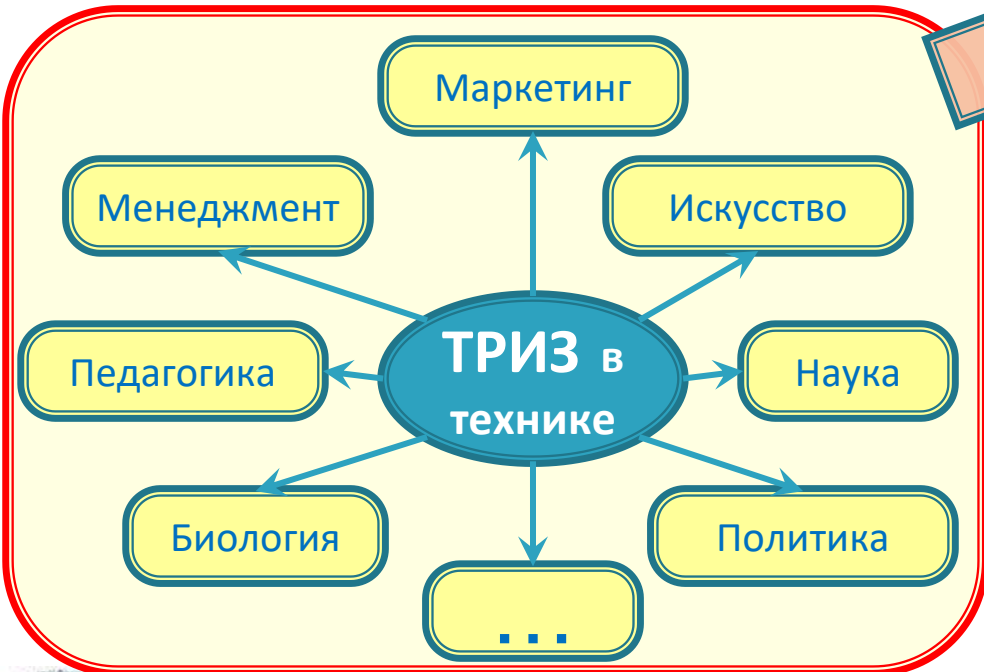 Маркетинг
Менеджмент
Искусство
ТРИЗ в
технике
Педагогика
Наука
Биология
Политика
...